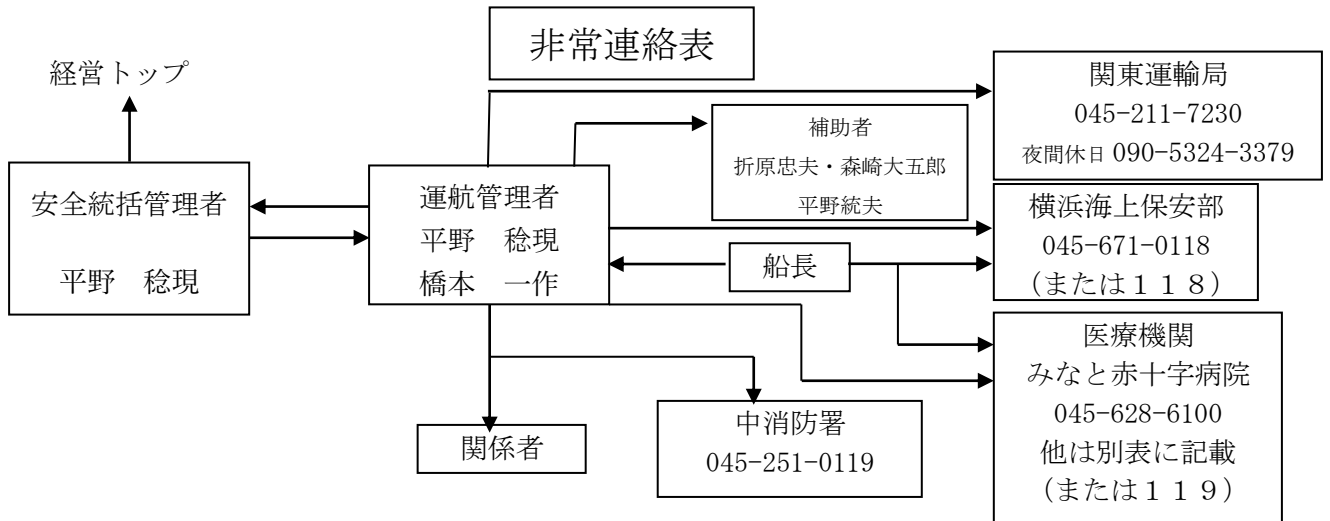 非常連絡表
経営トップ
関東運輸局
045-211-7230
夜間休日 090-5324-3379
補助者
折原忠夫・森崎大五郎
平野統夫
安全統括管理者
平野　稔現
運航管理者
平野　稔現
橋本　一作
横浜海上保安部
045-671-0118
(または１１８)
船長
医療機関
みなと赤十字病院
045-628-6100
他は別表に記載
(または１１９)
中消防署
045-251-0119
関係者